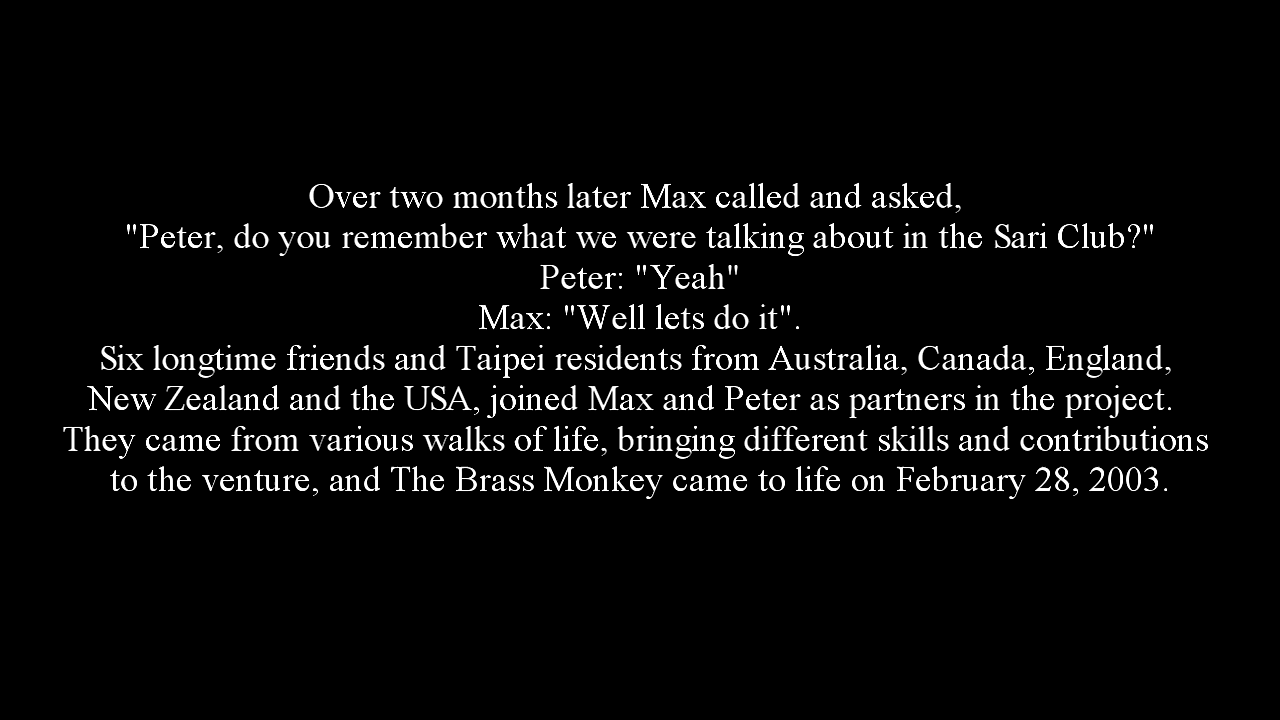 Over two months later Max called and asked,
"Peter, do you remember what we were talking about in the Sari Club?"
Peter: "Yeah"
Max: "Well lets do it".
Six longtime friends and Taipei residents from Australia, Canada, England,
New Zealand and the USA, joined Max and Peter as partners in the project.
They came from various walks of life, bringing different skills and contributions
to the venture, and The Brass Monkey came to life on February 28, 2003.